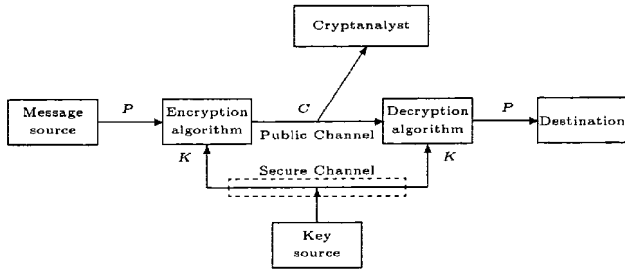 Cryptanalyst
Message
source
P
Encryption
algorithm
C
Public Channel
Decryption
algorithm
P
Destination
K
Secure Channel
K
Key
source